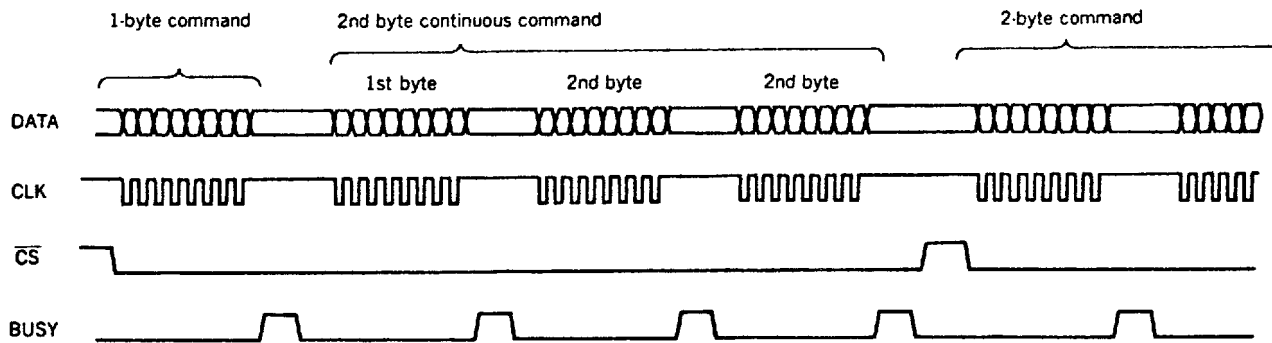 1-byte command
2nd byte continuous command
2-byte command
1st byte
2nd byte
2nd byte
DATA
CLK
CS
BUSY